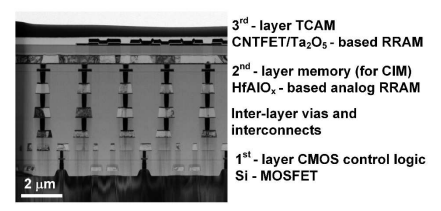 3rd - layer TCAM
CNTFET/Ta2O5 - based RRAM
2nd - layer memory (for CIM)
HfAlOx - based analog RRAM
Inter-layer vias and
interconnects
1st - layer CMOS control logic
Si - MOSFET
2 μm